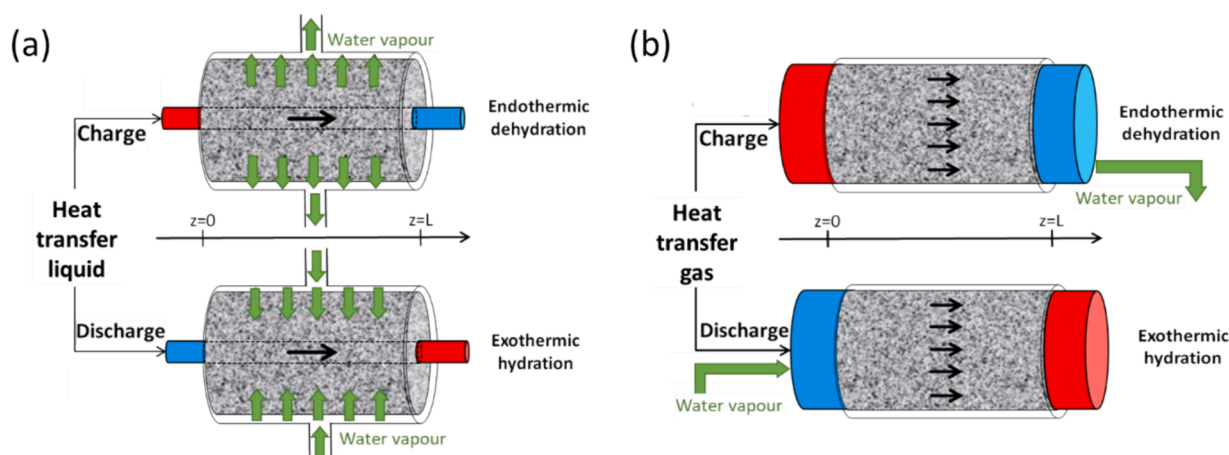 (a)
Water vapour
Charge
Endothermic
dehydration
Heat
transfer
liquid
z=0
z=L
Discharge
Exothermic
hydration
Water vapour
(b)
Charge
Endothermic
dehydration
Water vapour
Heat
transfer
gas
z=0
z=L
Discharge
Exothermic
hydration
Water vapour